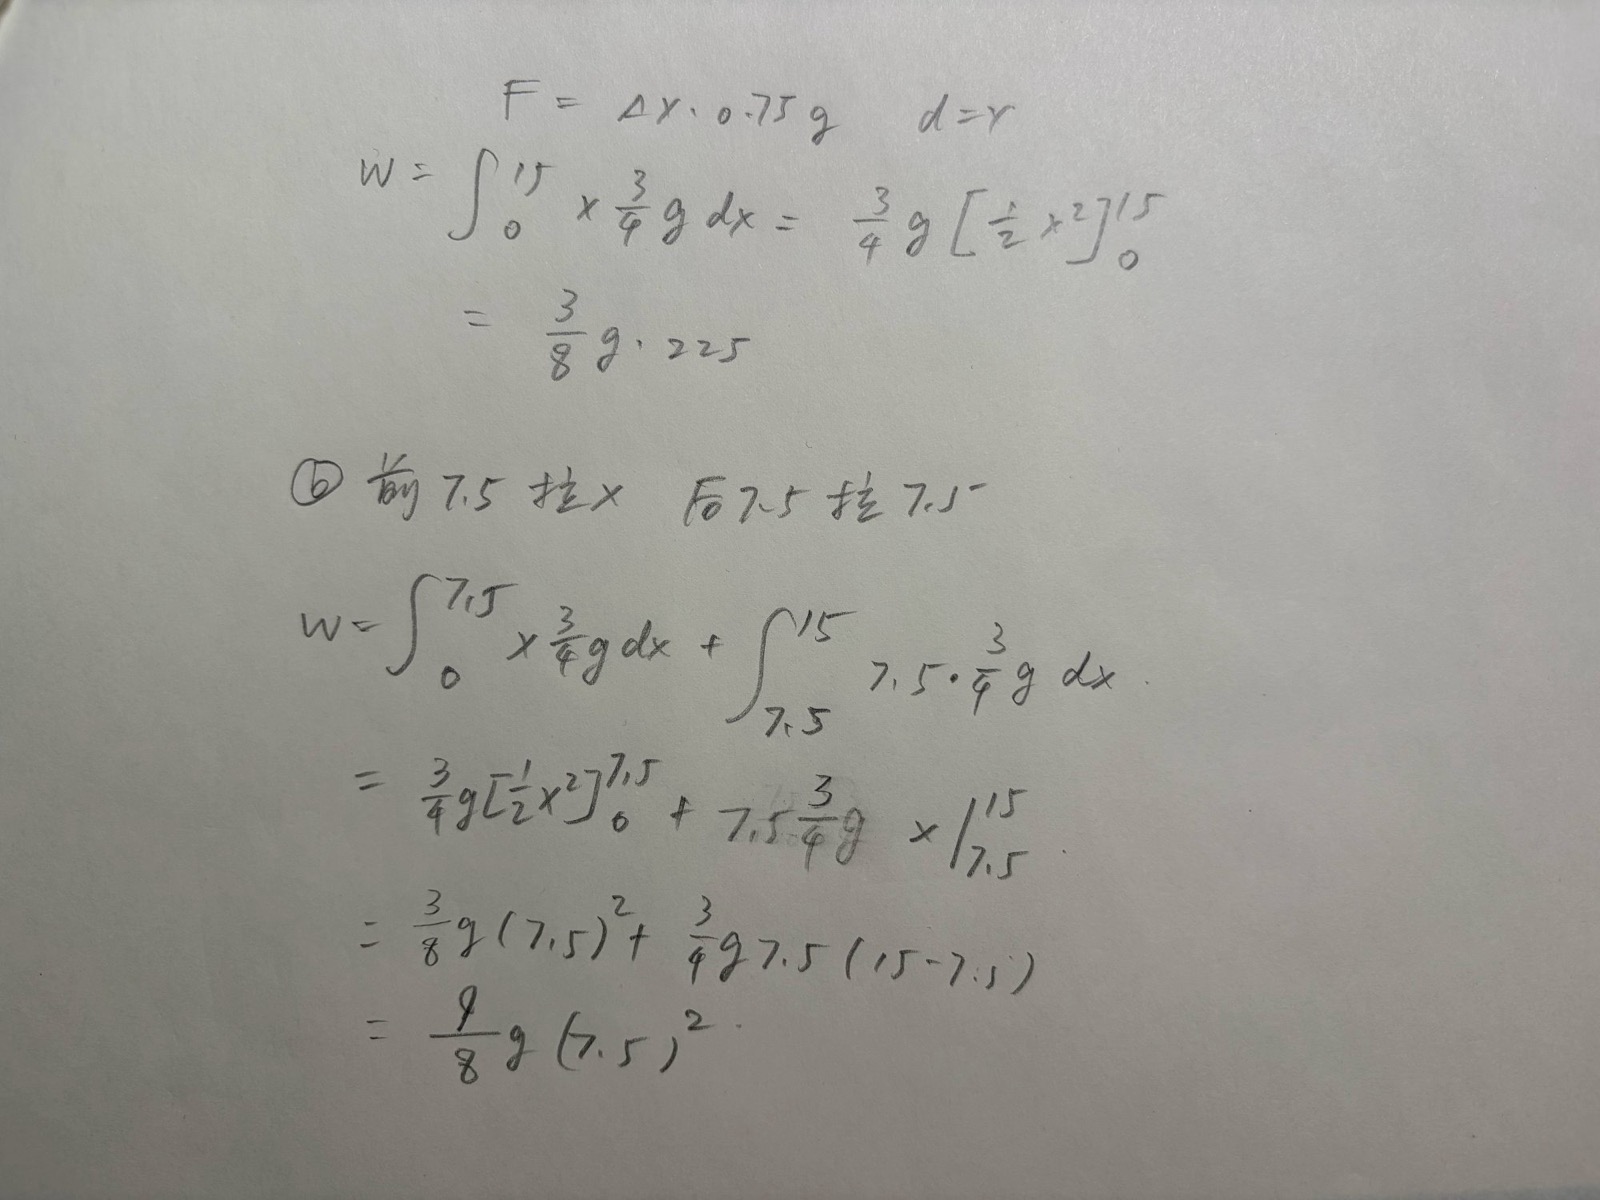 F = Δx · 0.75g d=x
W = ∫₀¹⁵ x 3/4 g dx = 3/4 g [1/2 x²]₀¹⁵
= 3/8 g · 225
ⓑ 前 7.5 拉 x 后 7.5 拉 7.5
W = ∫₀^7.5 x 3/4 g dx + ∫_7.5^15 7.5 · 3/4 g dx.
= 3/4 g [1/2 x²]₀^7.5 + 7.5 3/4 g x |_7.5^15.
= 3/8 g (7.5)² + 3/4 g 7.5 (15-7.5)
= 9/8 g (7.5)².